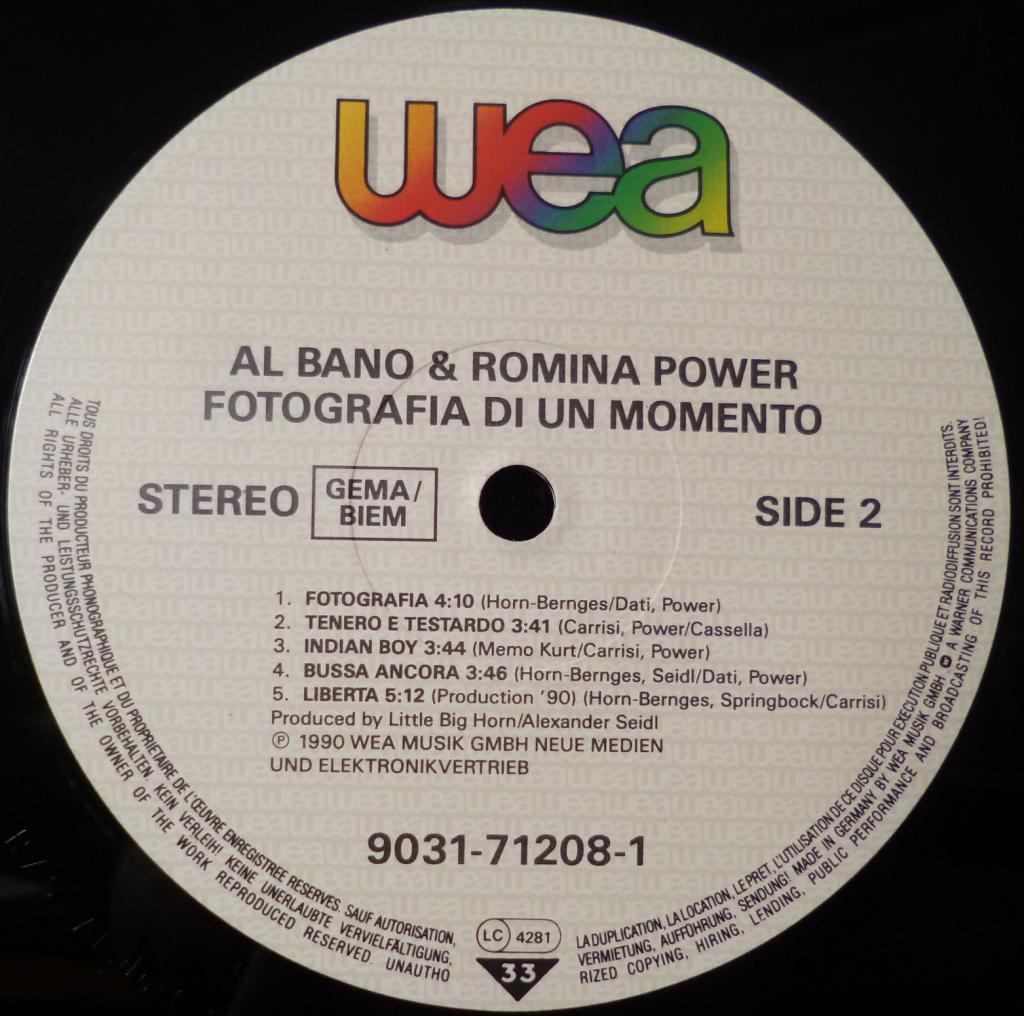 wea
AL BANO & ROMINA POWER
FOTOGRAFIA DI UN MOMENTO
STEREO
GEMA/
BIEM
SIDE 2
1. FOTOGRAFIA 4:10 (Horn-Bernges/Dati, Power)
2. TENERO E TESTARDO 3:41 (Carrisi, Power/Cassella)
3. INDIAN BOY 3:44 (Memo Kurt/Carrisi, Power)
4. BUSSA ANCORA 3:46 (Horn-Bernges, Seidl/Dati, Power)
5. LIBERTA 5:12 (Production '90) (Horn-Bernges, Springbock/Carrisi)
Produced by Little Big Horn/Alexander Seidl
℗ 1990 WEA MUSIK GMBH NEUE MEDIEN
UND ELEKTRONIKVERTRIEB
9031-71208-1
LC 4281
33
TOUS DROITS DU PRODUCTEUR PHONOGRAPHIQUE ET DU PROPRIETAIRE DE L'ŒUVRE ENREGISTREE RESERVES. SAUF AUTORISATION,
LA DUPLICATION, LA LOCATION, LE PRET, L'UTILISATION DE CE DISQUE POUR EXECUTION PUBLIQUE ET RADIODIFFUSION SONT INTERDITS.
ALLE URHEBER- UND LEISTUNGSSCHUTZRECHTE VORBEHALTEN. KEIN VERLEIH! KEINE UNERLAUBTE VERVIELFÄLTIGUNG,
VERMIETUNG, AUFFÜHRUNG, SENDUNG! MADE IN GERMANY BY WEA MUSIK GMBH A WARNER COMMUNICATIONS COMPANY
ALL RIGHTS OF THE PRODUCER AND OF THE OWNER OF THE WORK REPRODUCED RESERVED. UNAUTHO
RIZED COPYING, HIRING, LENDING, PUBLIC PERFORMANCE AND BROADCASTING OF THIS RECORD PROHIBITED!